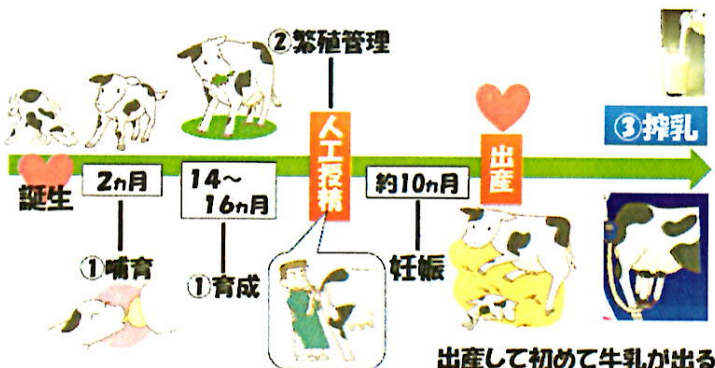 ②繁殖管理
③搾乳
誕生
2ヵ月
14～
16ヵ月
人工授精
約10ヵ月
出産
①哺育
①育成
妊娠
出産して初めて牛乳が出る